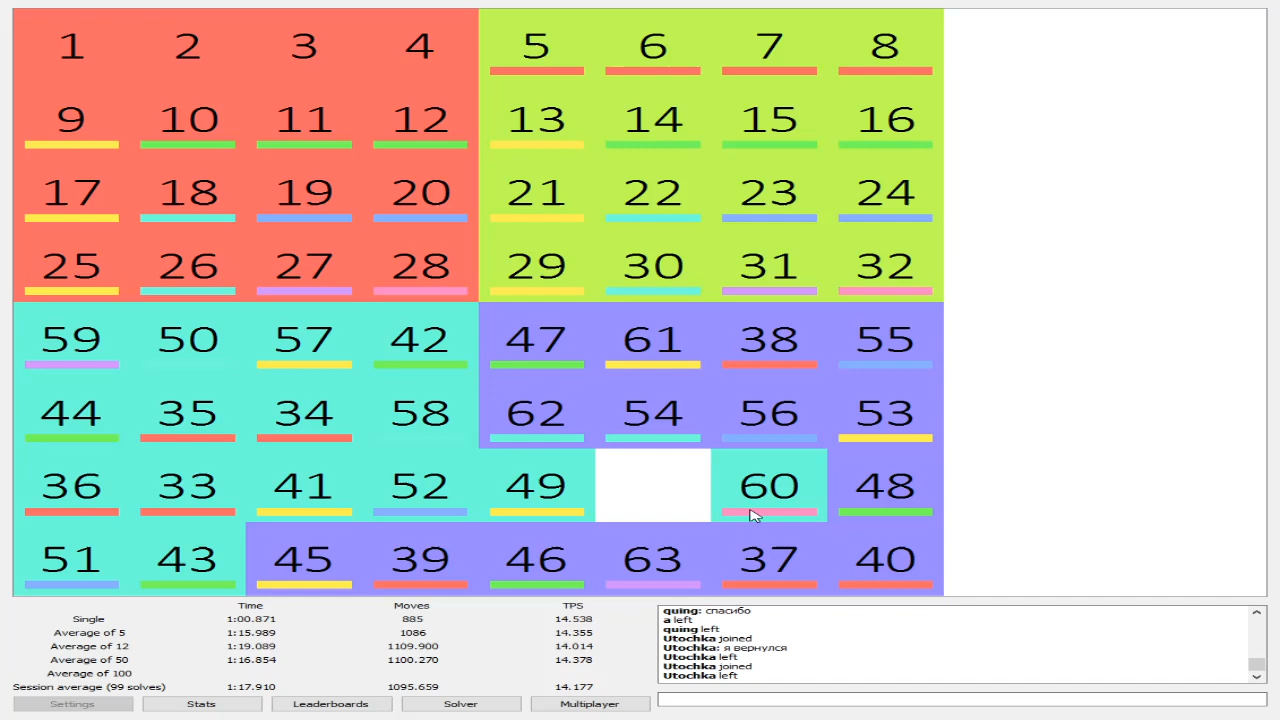 1 2 3 4 5 6 7 8
9 10 11 12 13 14 15 16
17 18 19 20 21 22 23 24
25 26 27 28 29 30 31 32
59 50 57 42 47 61 38 55
44 35 34 58 62 54 56 53
36 33 41 52 49 60 48
51 43 45 39 46 63 37 40
Time Moves TPS
Single 1:00.871 885 14.538
Average of 5 1:15.989 1086 14.355
Average of 12 1:19.089 1109.900 14.014
Average of 50 1:16.854 1100.270 14.378
Average of 100
Session average (99 solves) 1:17.910 1095.659 14.177
Settings Stats Leaderboards Solver Multiplayer
quing: спасибо
a left
quing left
Utochka joined
Utochka: я вернулся
Utochka left
Utochka joined
Utochka left